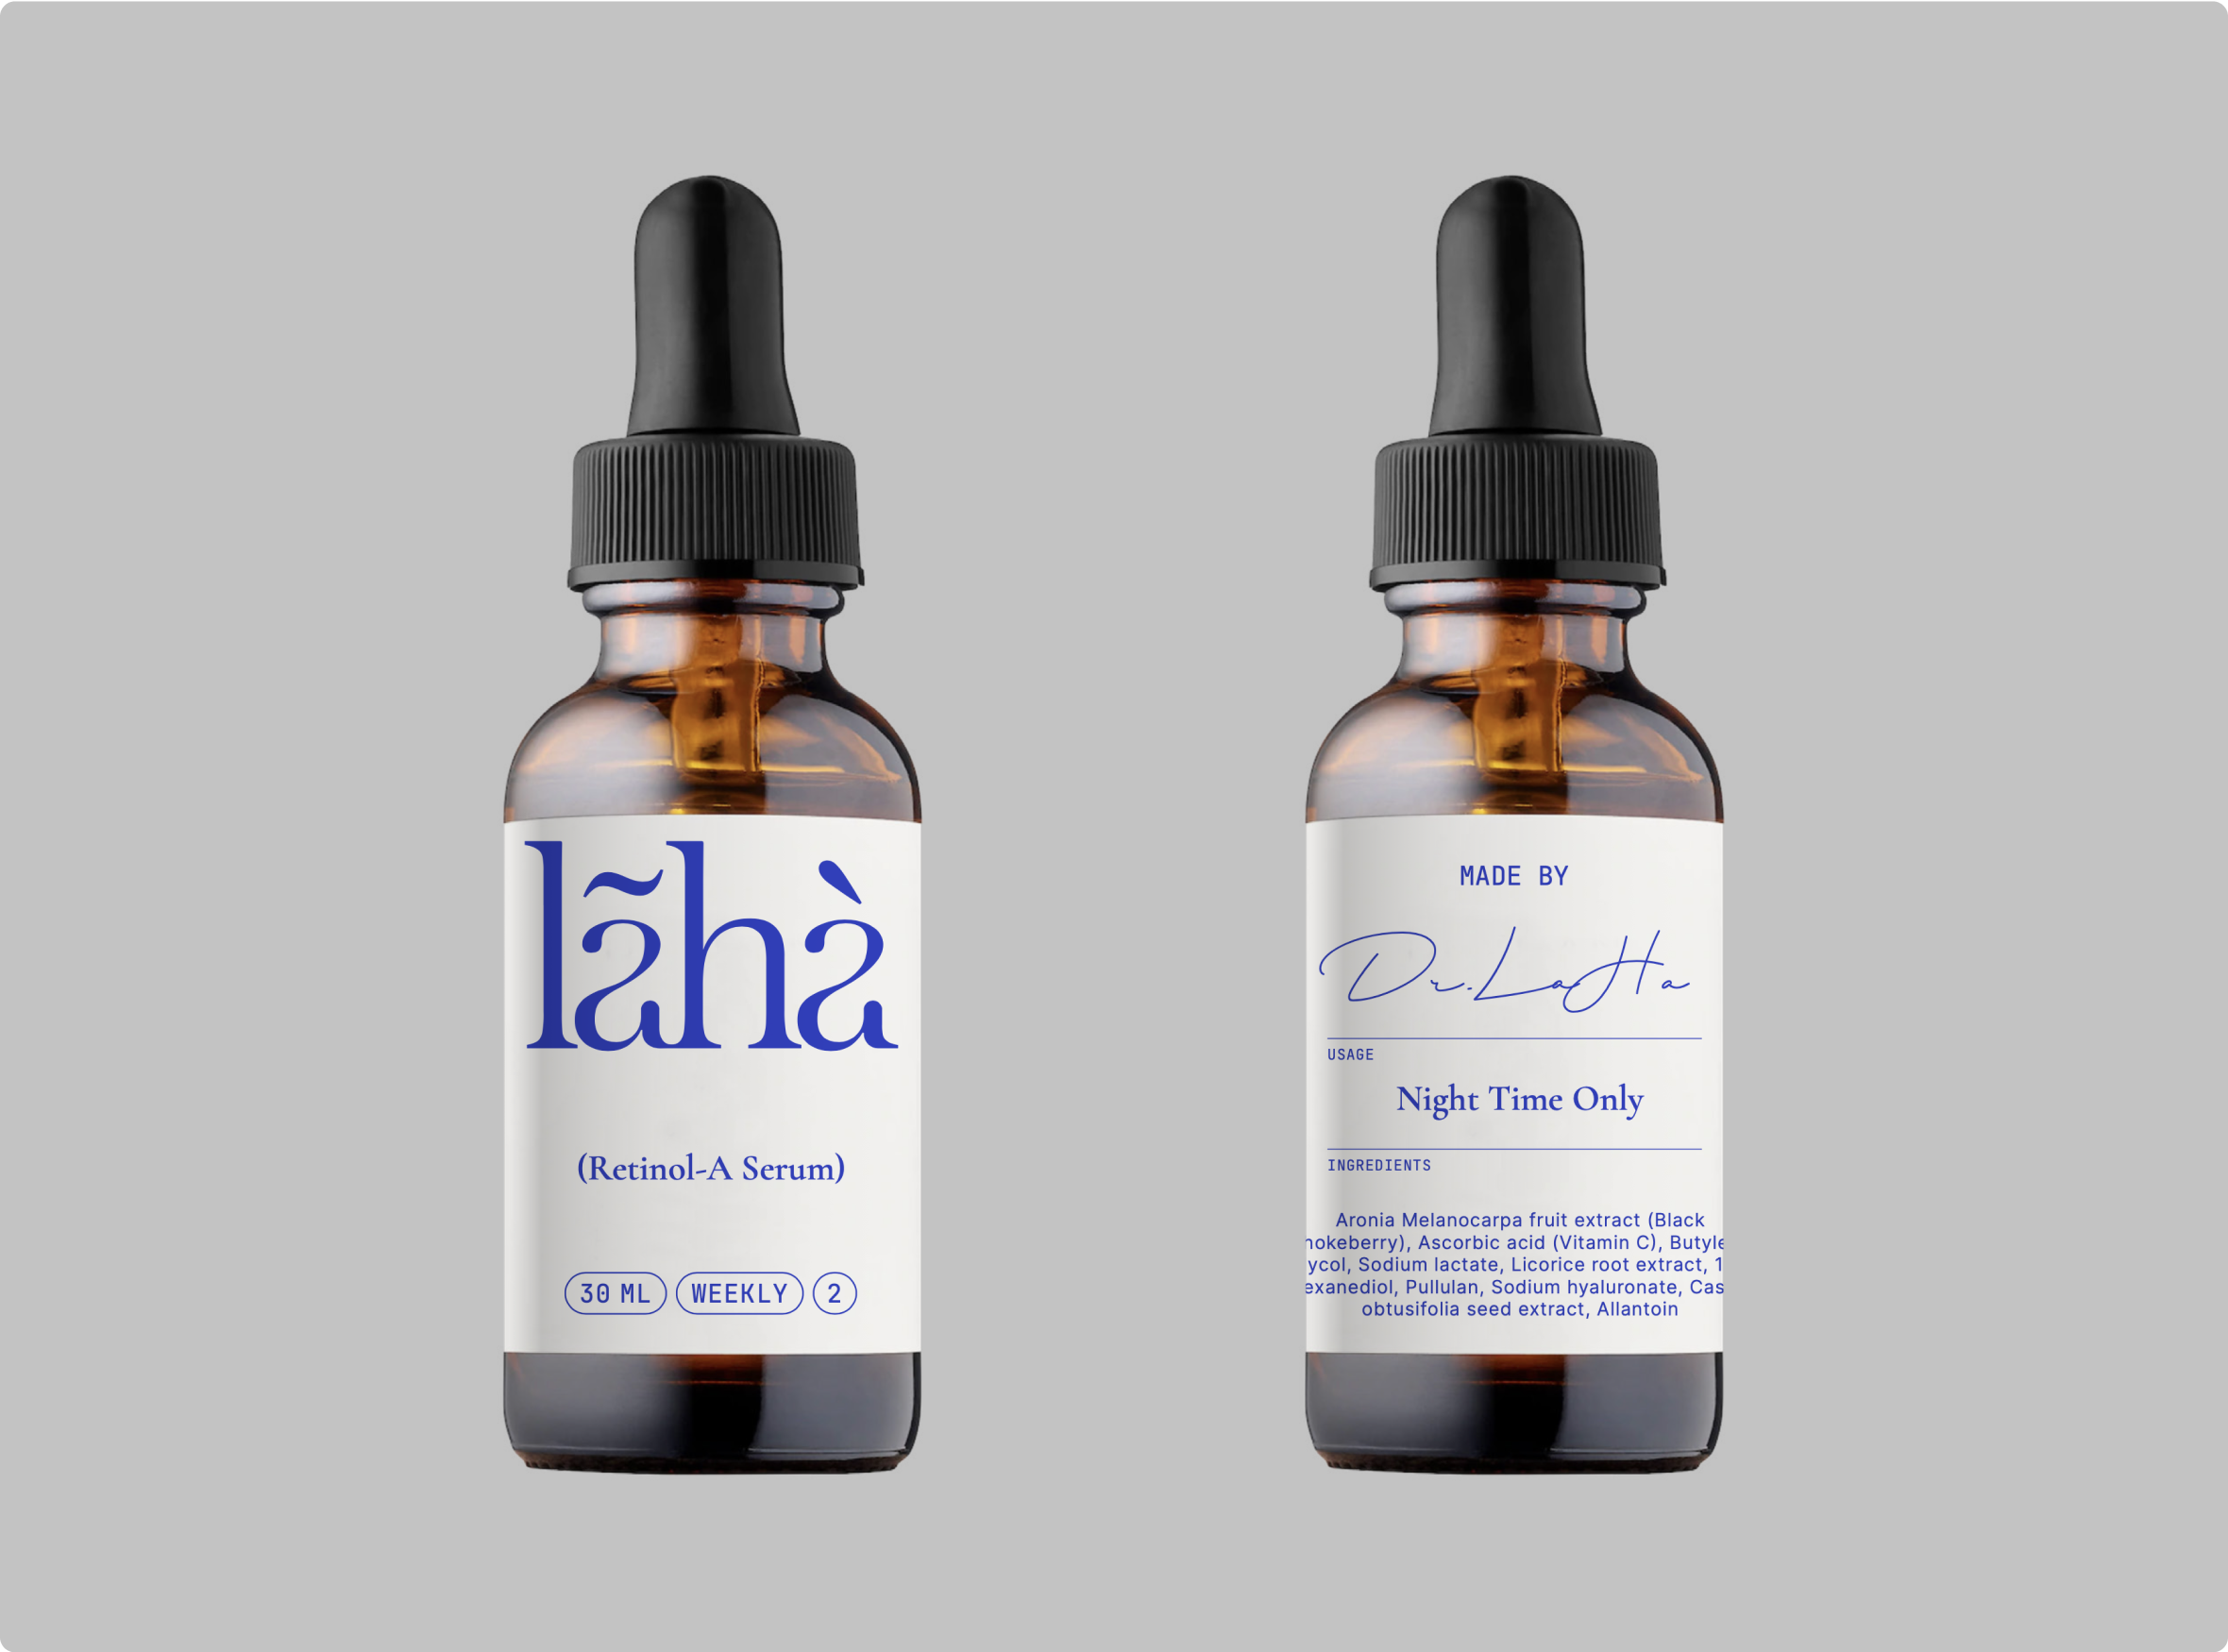 lãhà
(Retinol-A Serum)
30 ML WEEKLY 2
MADE BY
Dr. LaHa
USAGE
Night Time Only
INGREDIENTS
Aronia Melanocarpa fruit extract (Black
hokeberry), Ascorbic acid (Vitamin C), Butyle
ycol, Sodium lactate, Licorice root extract, 1
exanediol, Pullulan, Sodium hyaluronate, Cas
obtusifolia seed extract, Allantoin